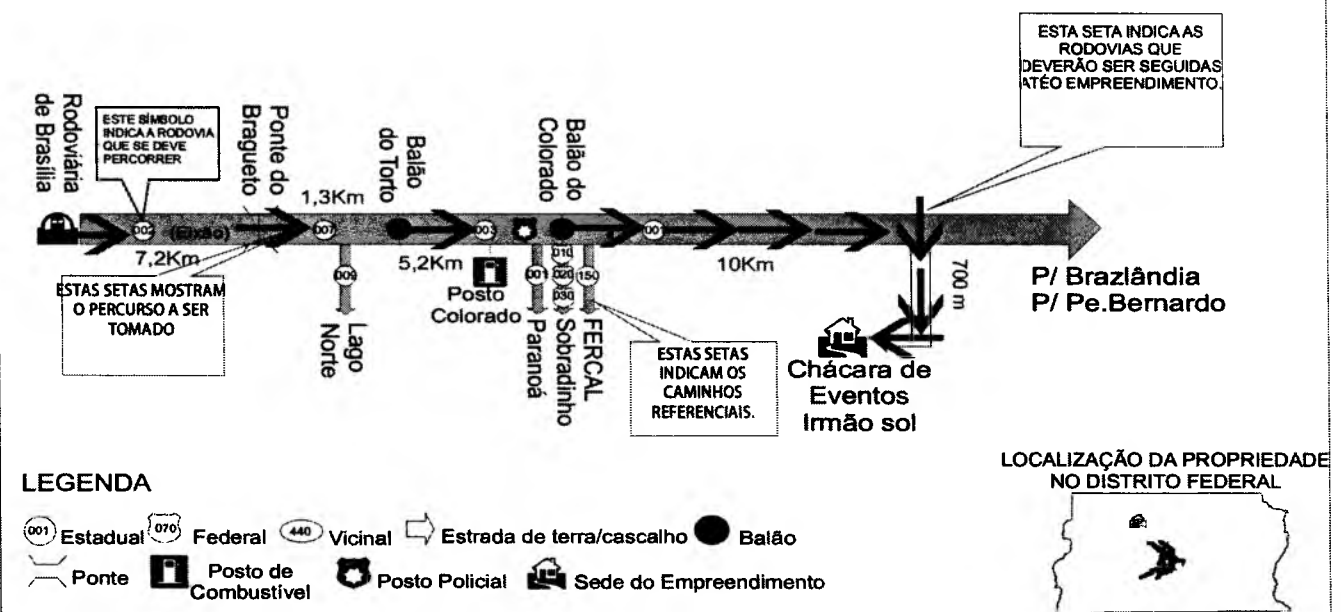 ESTA SETA INDICA AS
RODOVIAS QUE
DEVERÃO SER SEGUIDAS
ATÉO EMPREENDIMENTO.
Rodoviária
de Brasília
ESTE SÍMBOLO
INDICA A RODOVIA
QUE SE DEVE
PERCORRER
Ponte do
Bragueto
1,3Km
Balão
do Torto
Balão do
Colorado
002
(Eixão)
007
003
001
7,2Km
5,2Km
10Km
009
Posto
Colorado
001
010
020
030
150
700 m
P/ Brazlândia
P/ Pe.Bernardo
ESTAS SETAS MOSTRAM
O PERCURSO A SER
TOMADO
Lago
Norte
Paranoá
Sobradinho
FERCAL
ESTAS SETAS
INDICAM OS
CAMINHOS
REFERENCIAIS.
Chácara de
Eventos
Irmão sol
LEGENDA
001 Estadual 070 Federal 440 Vicinal Estrada de terra/cascalho Balão
Ponte Posto de
Combustível Posto Policial Sede do Empreendimento
LOCALIZAÇÃO DA PROPRIEDADE
NO DISTRITO FEDERAL